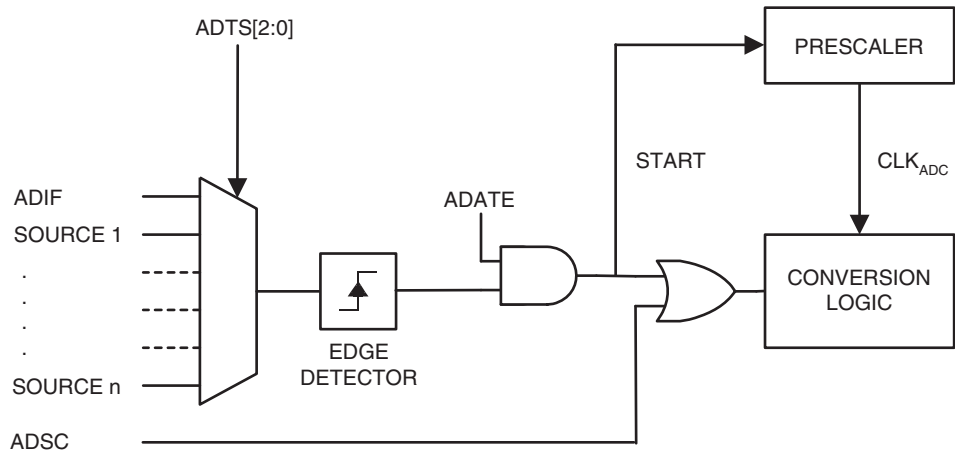 ADTS[2:0]
PRESCALER
START
CLKADC
ADIF
ADATE
SOURCE 1
.
.
.
.
CONVERSION
LOGIC
EDGE
DETECTOR
SOURCE n
ADSC